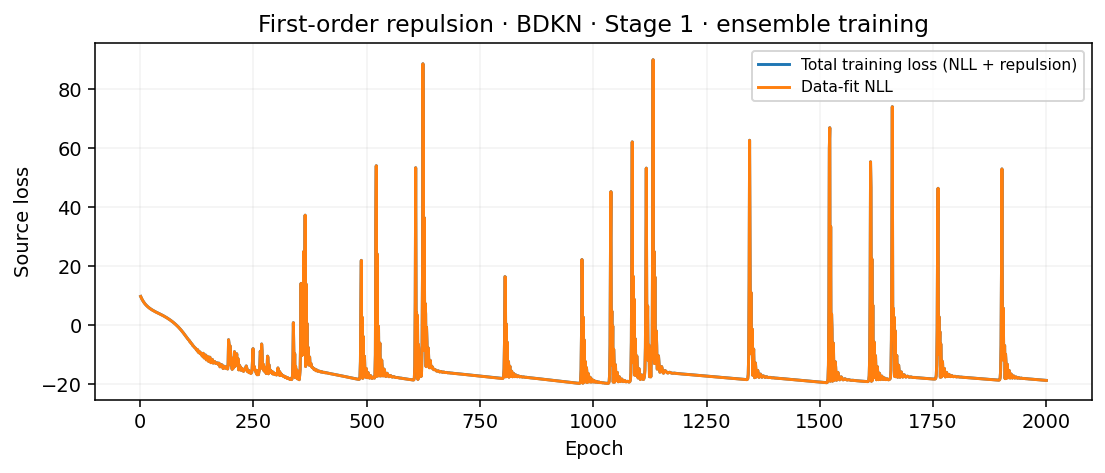 First-order repulsion · BDKN · Stage 1 · ensemble training
Total training loss (NLL + repulsion)
Data-fit NLL
Source loss
80
60
40
20
0
−20
0 250 500 750 1000 1250 1500 1750 2000
Epoch